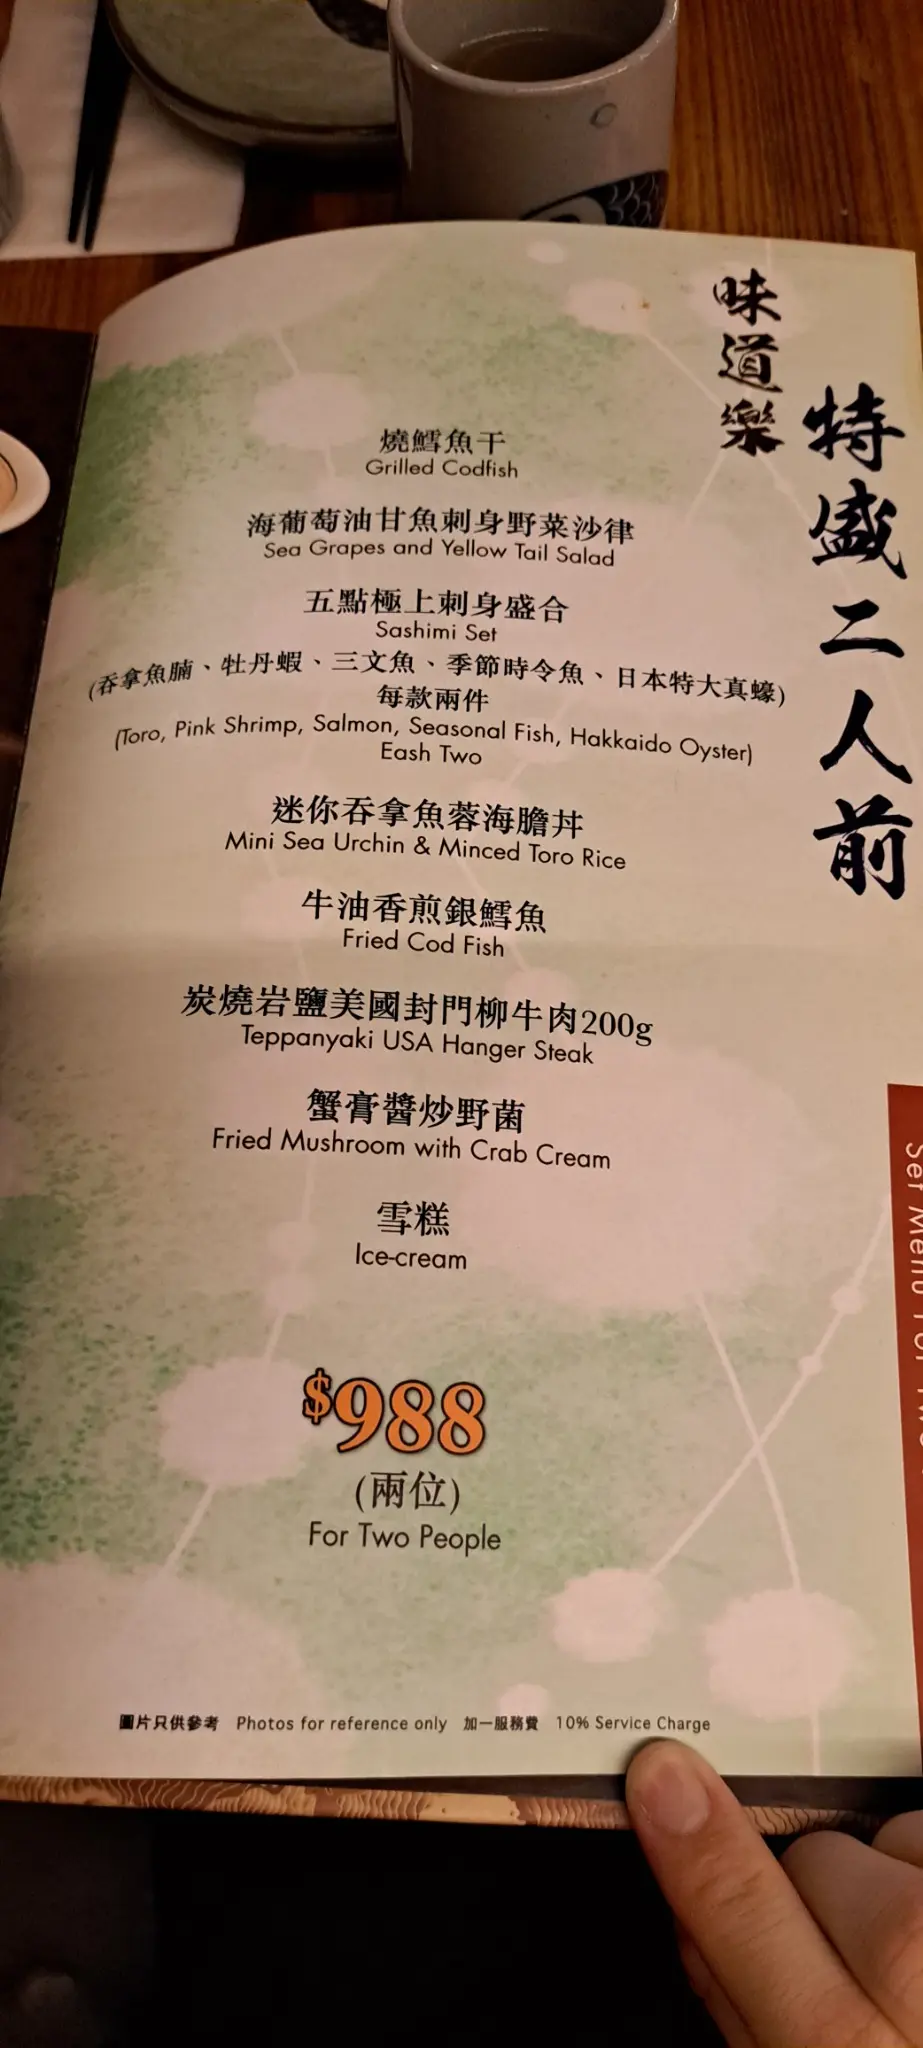 味道樂
特盛二人前
燒鱈魚干
Grilled Codfish
海葡萄油甘魚刺身野菜沙律
Sea Grapes and Yellow Tail Salad
五點極上刺身盛合
Sashimi Set
(吞拿魚腩、牡丹蝦、三文魚、季節時令魚、日本特大真蠔)
每款兩件
(Toro, Pink Shrimp, Salmon, Seasonal Fish, Hakkaido Oyster)
Eash Two
迷你吞拿魚蓉海膽丼
Mini Sea Urchin & Minced Toro Rice
牛油香煎銀鱈魚
Fried Cod Fish
炭燒岩鹽美國封門柳牛肉200g
Teppanyaki USA Hanger Steak
蟹膏醬炒野菌
Fried Mushroom with Crab Cream
雪糕
Ice-cream
$988
(兩位)
For Two People
Set Menu For Two
圖片只供參考 Photos for reference only 加一服務費 10% Service Charge